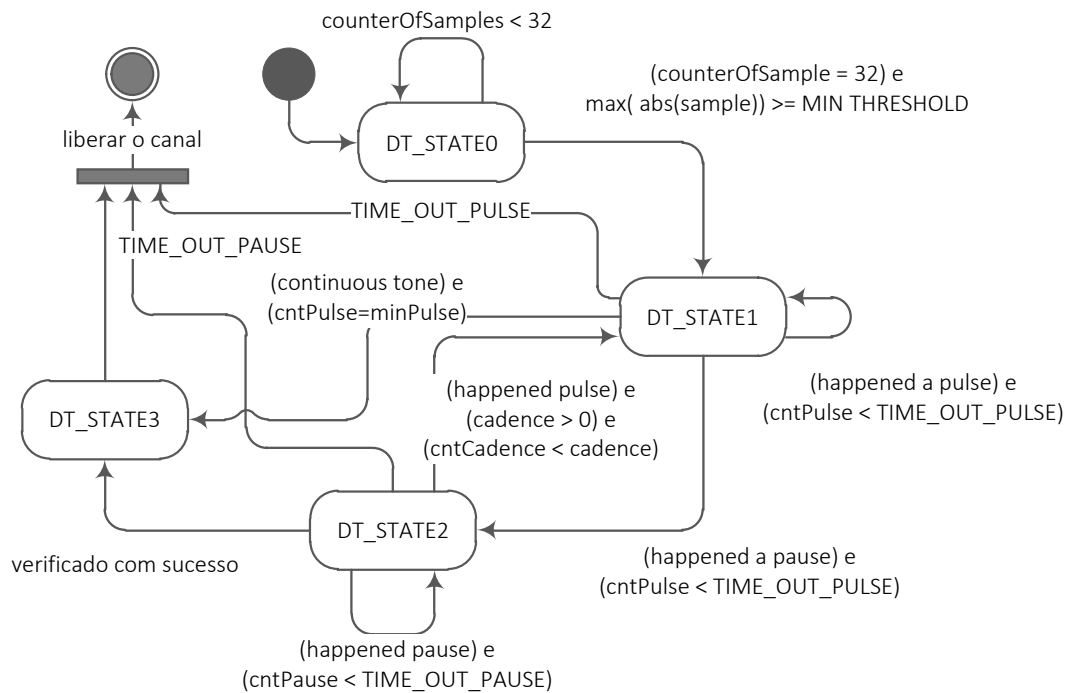 counterOfSamples < 32
(counterOfSample = 32) e
max( abs(sample)) >= MIN THRESHOLD
liberar o canal
DT_STATE0
TIME_OUT_PULSE
TIME_OUT_PAUSE
(continuous tone) e
(cntPulse=minPulse)
DT_STATE1
(happened a pulse) e
(cntPulse < TIME_OUT_PULSE)
(happened pulse) e
(cadence > 0) e
(cntCadence < cadence)
DT_STATE3
DT_STATE2
verificado com sucesso
(happened a pause) e
(cntPulse < TIME_OUT_PULSE)
(happened pause) e
(cntPause < TIME_OUT_PAUSE)